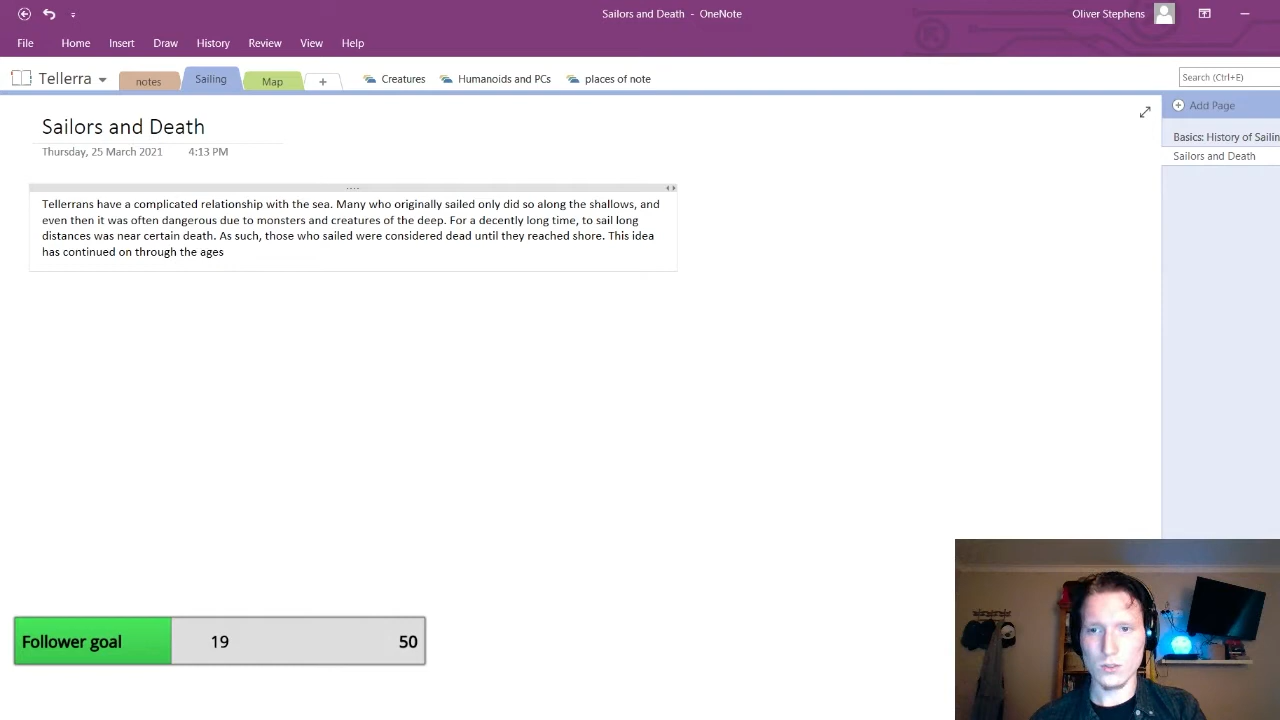 Sailors and Death - OneNote
Oliver Stephens
File Home Insert Draw History Review View Help
Tellerra notes Sailing Map + Creatures Humanoids and PCs places of note Search (Ctrl+E)
Add Page
Sailors and Death
Thursday, 25 March 2021 4:13 PM
Basics: History of Sailin
Sailors and Death
Tellerrans have a complicated relationship with the sea. Many who originally sailed only did so along the shallows, and
even then it was often dangerous due to monsters and creatures of the deep. For a decently long time, to sail long
distances was near certain death. As such, those who sailed were considered dead until they reached shore. This idea
has continued on through the ages
Follower goal 19 50